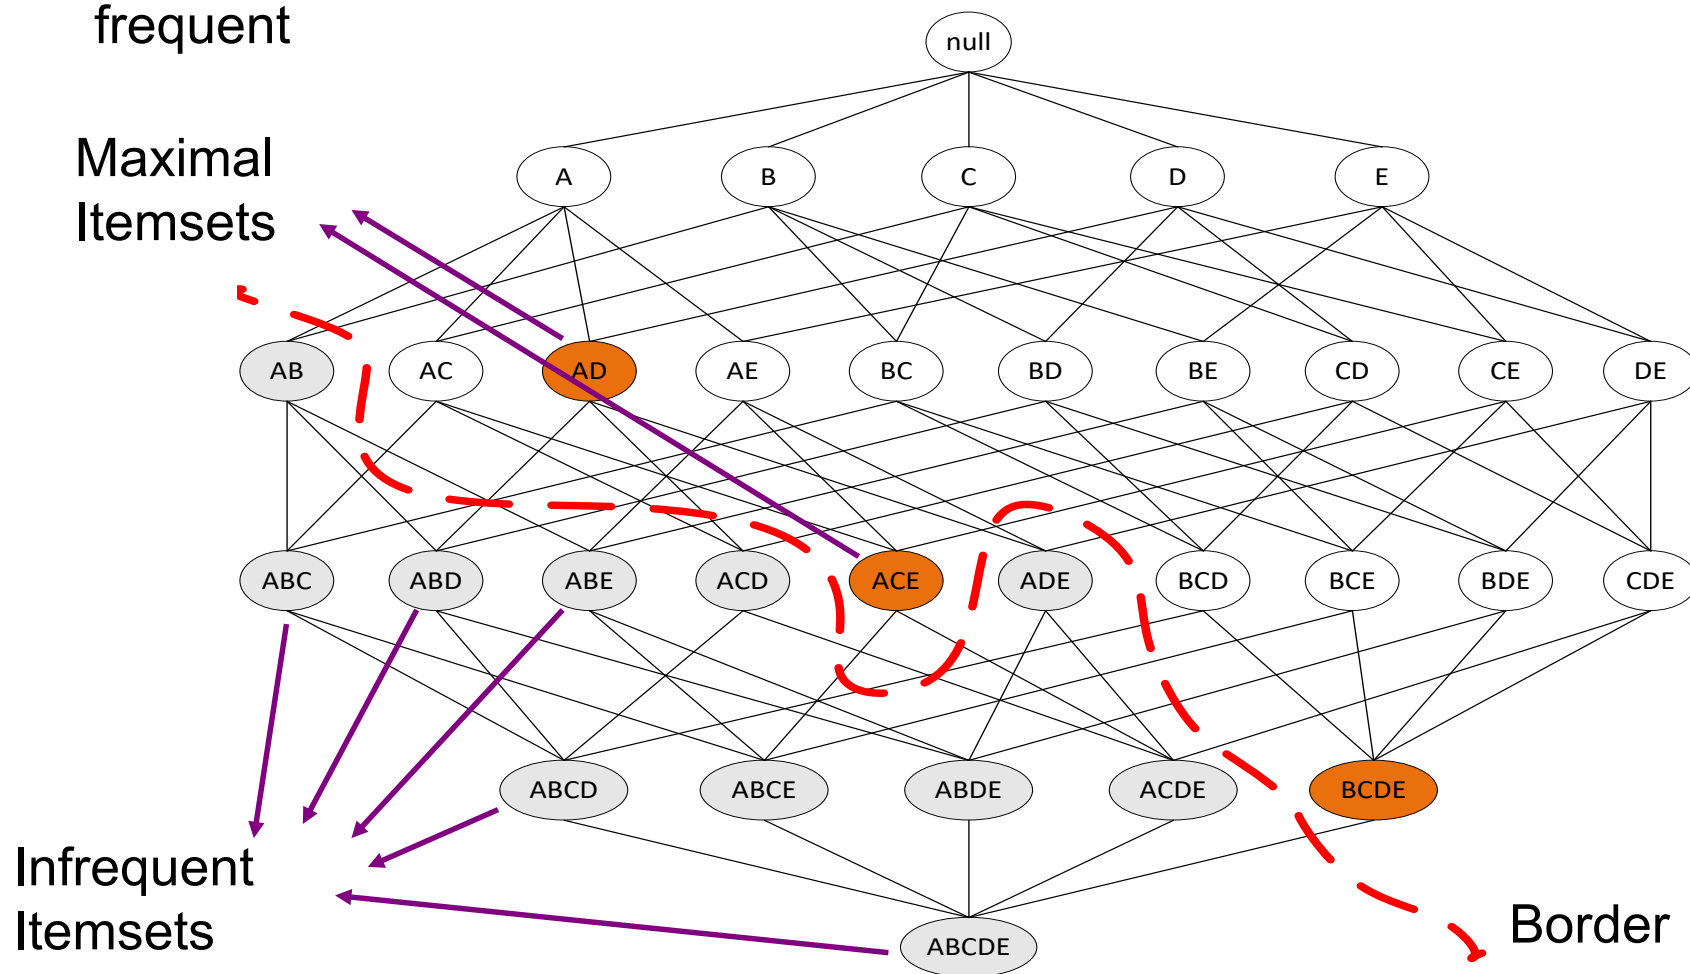 frequent
null
Maximal
Itemsets
A B C D E
AB AC AD AE BC BD BE CD CE DE
ABC ABD ABE ACD ACE ADE BCD BCE BDE CDE
ABCD ABCE ABDE ACDE BCDE
Infrequent
Itemsets
ABCDE
Border